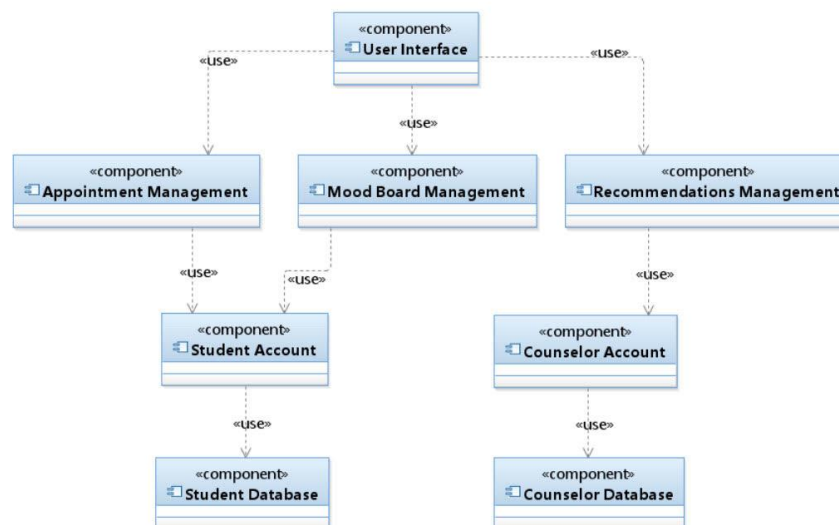 «component»
User Interface
«use»
«use»
«use»
«component»
Appointment Management
«component»
Mood Board Management
«component»
Recommendations Management
«use»
«use»
«use»
«component»
Student Account
«component»
Counselor Account
«use»
«use»
«component»
Student Database
«component»
Counselor Database